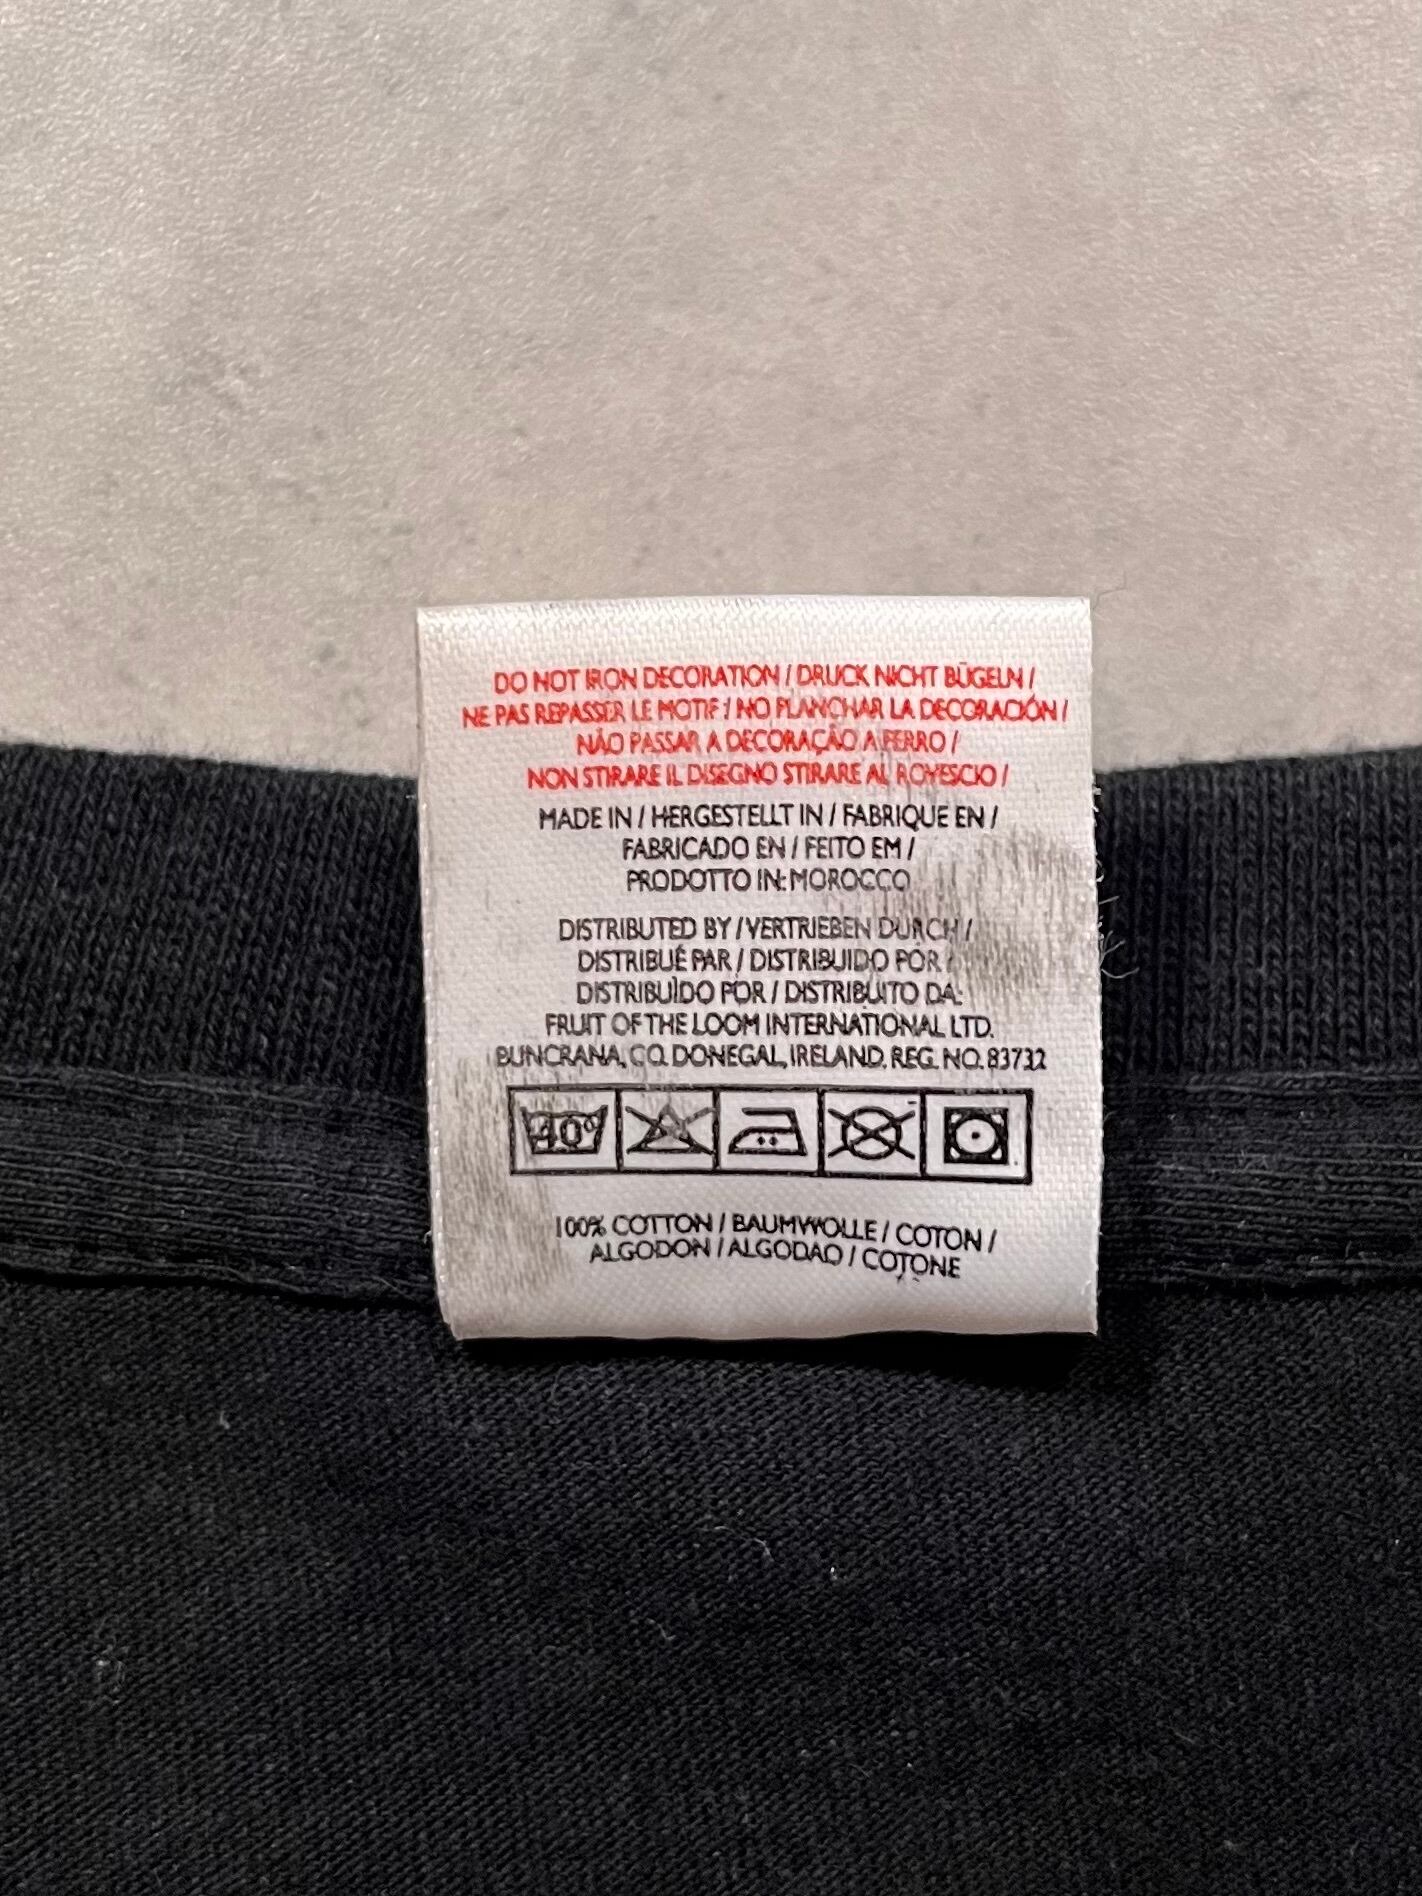 DO NOT IRON DECORATION / DRUCK NICHT BÜGELN /
NE PAS REPASSER LE MOTIF / NO PLANCHAR LA DECORACIÓN /
NÃO PASSAR A DECORAÇÃO A FERRO /
NON STIRARE IL DISEGNO STIRARE AL ROVESCIO /
MADE IN / HERGESTELLT IN / FABRIQUE EN /
FABRICADO EN / FEITO EM /
PRODOTTO IN: MOROCCO
DISTRIBUTED BY / VERTRIEBEN DURCH /
DISTRIBUÉ PAR / DISTRIBUIDO POR /
DISTRIBUÍDO POR / DISTRIBUITO DA:
FRUIT OF THE LOOM INTERNATIONAL LTD.
BUNCRANA, CO. DONEGAL, IRELAND. REG. NO. 83732
40°
100% COTTON / BAUMWOLLE / COTON /
ALGODON / ALGODAO / COTONE